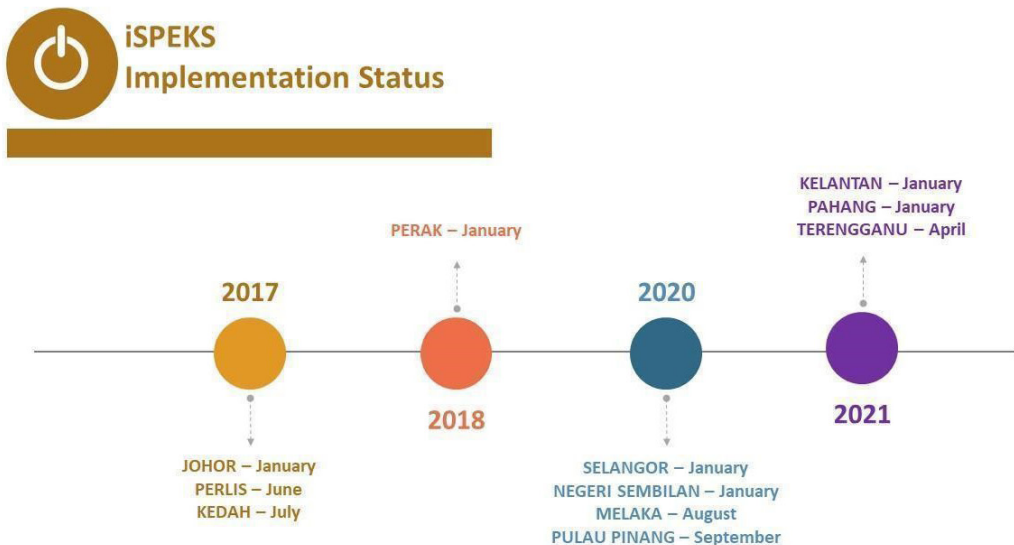 iSPEKS
Implementation Status
2017
JOHOR – January
PERLIS – June
KEDAH – July
PERAK – January
2018
2020
SELANGOR – January
NEGERI SEMBILAN – January
MELAKA – August
PULAU PINANG – September
KELANTAN – January
PAHANG – January
TERENGGANU – April
2021